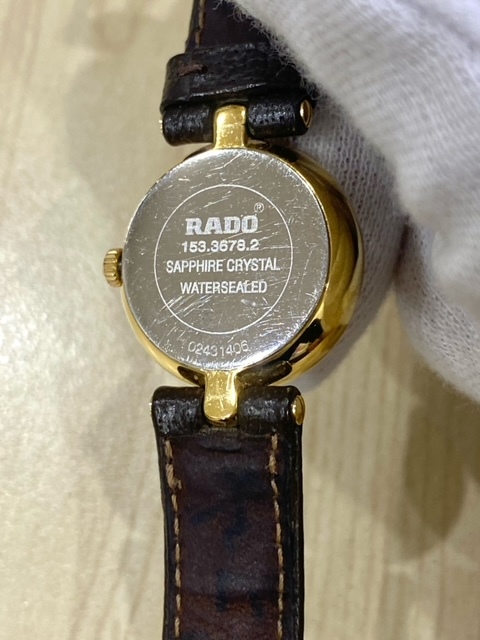 RADO®
153.3678.2
SAPPHIRE CRYSTAL
WATERSEALED
02431406